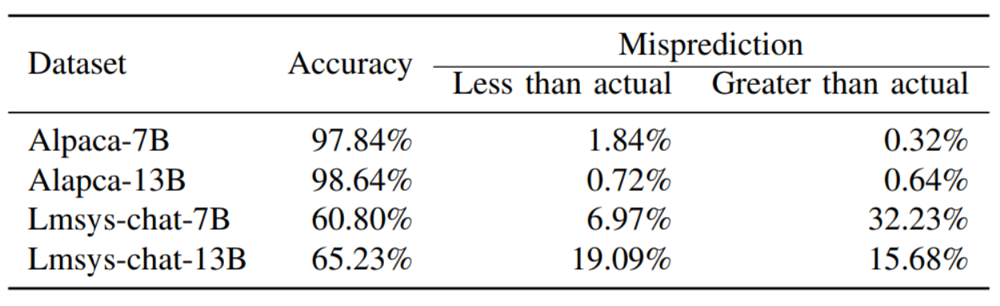 Dataset Accuracy Misprediction
Less than actual Greater than actual
Alpaca-7B 97.84% 1.84% 0.32%
Alapca-13B 98.64% 0.72% 0.64%
Lmsys-chat-7B 60.80% 6.97% 32.23%
Lmsys-chat-13B 65.23% 19.09% 15.68%